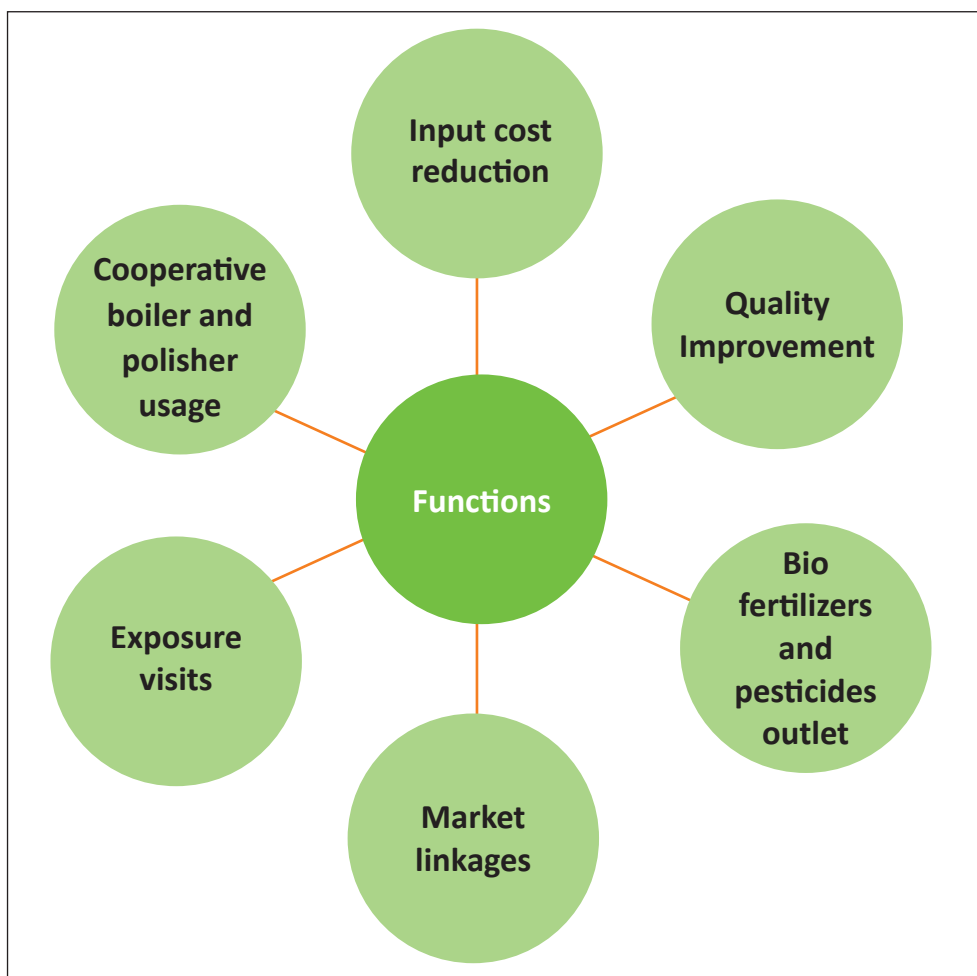 Input cost
reduction
Quality
Improvement
Bio
fertilizers
and
pesticides
outlet
Market
linkages
Exposure
visits
Cooperative
boiler and
polisher
usage
Functions